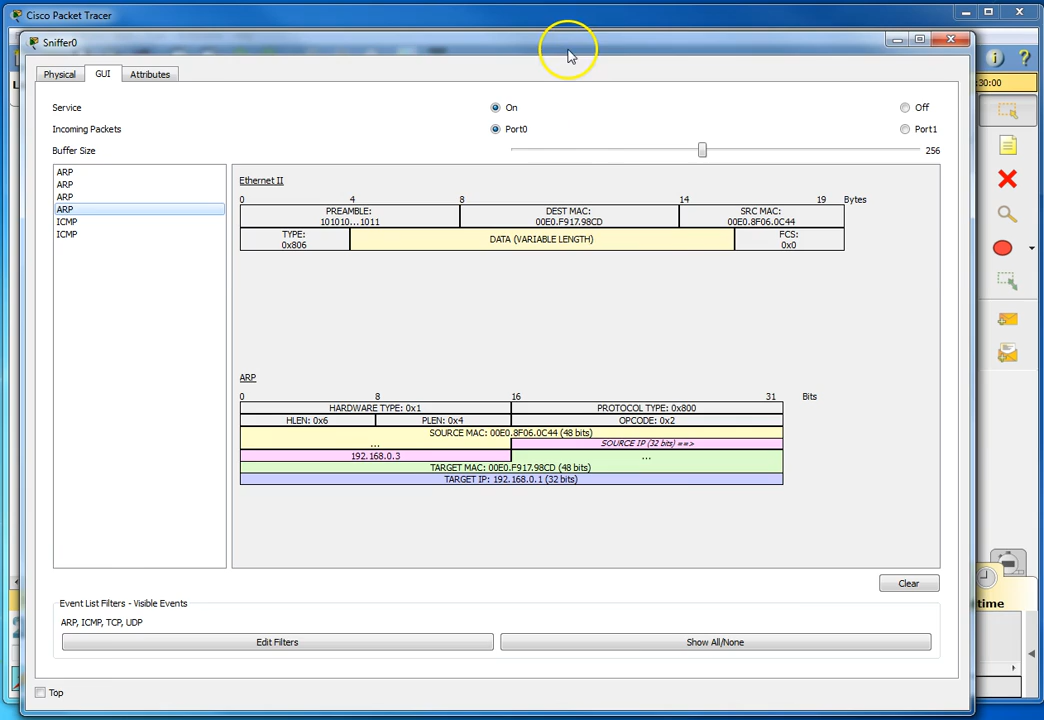 Cisco Packet Tracer
Sniffer0
Physical GUI Attributes
Service On Off
Incoming Packets Port0 Port1
Buffer Size 256
ARP
ARP
ARP
ARP
ICMP
ICMP
Ethernet II
0 4 8 14 19 Bytes
PREAMBLE: DEST MAC: SRC MAC:
101010...1011 00E0.F917.98CD 00E0.8F06.0C44
TYPE: DATA (VARIABLE LENGTH) FCS:
0x806 0x0
ARP
0 8 16 31 Bits
HARDWARE TYPE: 0x1 PROTOCOL TYPE: 0x800
HLEN: 0x6 PLEN: 0x4 OPCODE: 0x2
SOURCE MAC: 00E0.8F06.0C44 (48 bits)
... SOURCE IP (32 bits) ==>
192.168.0.3 ...
TARGET MAC: 00E0.F917.98CD (48 bits)
TARGET IP: 192.168.0.1 (32 bits)
Clear
Event List Filters - Visible Events
ARP, ICMP, TCP, UDP
Edit Filters Show All/None
Top
:30:00
time